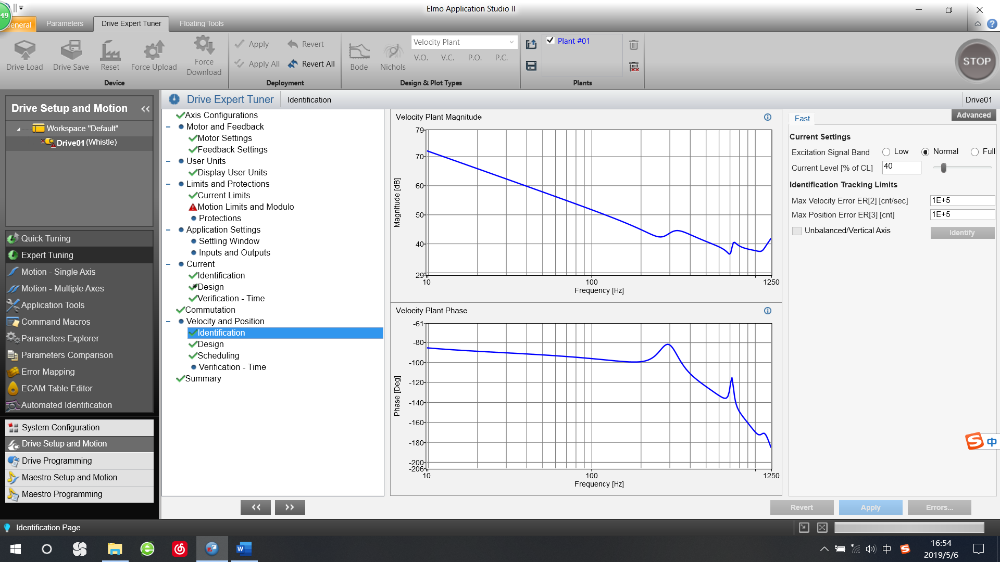 Elmo Application Studio II
49
General
Parameters
Drive Expert Tuner
Floating Tools
Drive Load
Drive Save
Reset
Force Upload
Force Download
Device
Apply
Revert
Apply All
Revert All
Deployment
Bode
Nichols
Velocity Plant
V.O.
V.C.
P.O.
P.C.
Design & Plot Types
Plant #01
Plants
STOP
Drive Setup and Motion
Workspace "Default"
Drive01 (Whistle)
Quick Tuning
Expert Tuning
Motion - Single Axis
Motion - Multiple Axes
Application Tools
Command Macros
Parameters Explorer
Parameters Comparison
Error Mapping
ECAM Table Editor
Automated Identification
System Configuration
Drive Setup and Motion
Drive Programming
Maestro Setup and Motion
Maestro Programming
Drive Expert Tuner
Identification
Drive01
Axis Configurations
Motor and Feedback
Motor Settings
Feedback Settings
User Units
Display User Units
Limits and Protections
Current Limits
Motion Limits and Modulo
Protections
Application Settings
Settling Window
Inputs and Outputs
Current
Identification
Design
Verification - Time
Commutation
Velocity and Position
Identification
Design
Scheduling
Verification - Time
Summary
Velocity Plant Magnitude
79
70
60
50
40
29
Magnitude [dB]
10
100
1250
Frequency [Hz]
Velocity Plant Phase
-61
-80
-100
-120
-140
-160
-180
-200
-206
Phase [Deg]
10
100
1250
Frequency [Hz]
Fast
Advanced
Current Settings
Excitation Signal Band
Low
Normal
Full
Current Level [% of CL]
40
Identification Tracking Limits
Max Velocity Error ER[2] [cnt/sec]
1E+5
Max Position Error ER[3] [cnt]
1E+5
Unbalanced/Vertical Axis
Identify
中
Revert
Apply
Errors...
Identification Page
中
16:54
2019/5/6